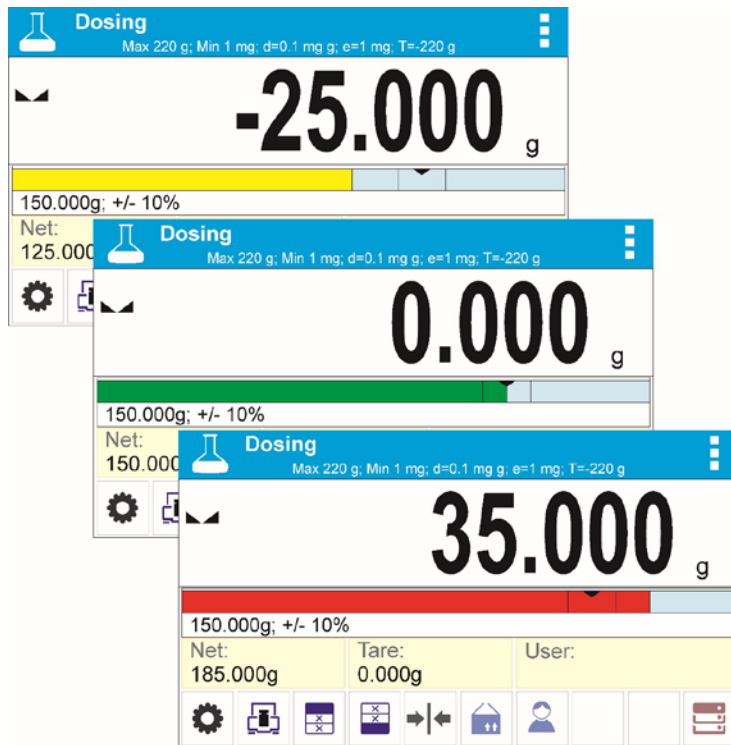 Dosing
Max 220 g; Min 1 mg; d=0.1 mg g; e=1 mg; T=-220 g
-25.000 g
150.000g; +/- 10%
Net:
125.000
Dosing
Max 220 g; Min 1 mg; d=0.1 mg g; e=1 mg; T=-220 g
0.000 g
150.000g; +/- 10%
Net:
150.000
Dosing
Max 220 g; Min 1 mg; d=0.1 mg g; e=1 mg; T=-220 g
35.000 g
150.000g; +/- 10%
Net: Tare: User:
185.000g 0.000g